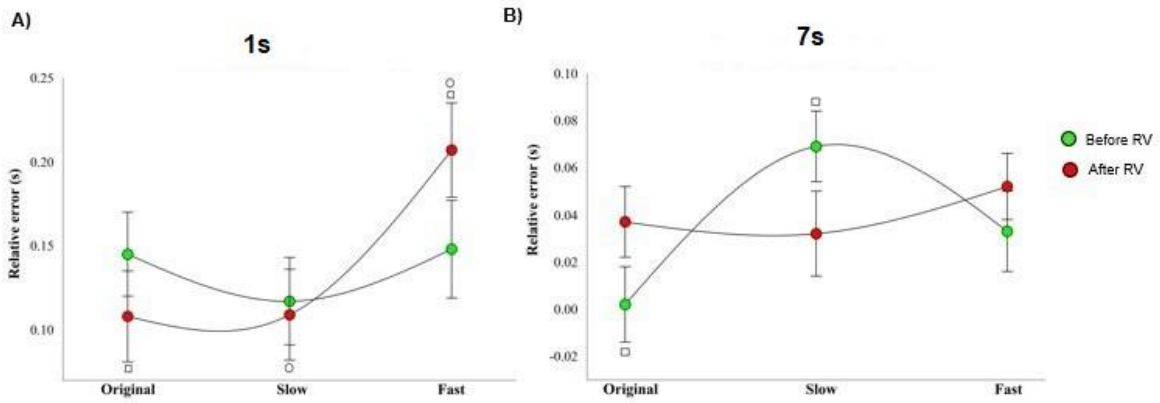 A)
1s
Relative error (s)
0.25
0.20
0.15
0.10
Original Slow Fast
B)
7s
Relative error (s)
0.10
0.08
0.06
0.04
0.02
0.00
-0.02
Original Slow Fast
Before RV
After RV